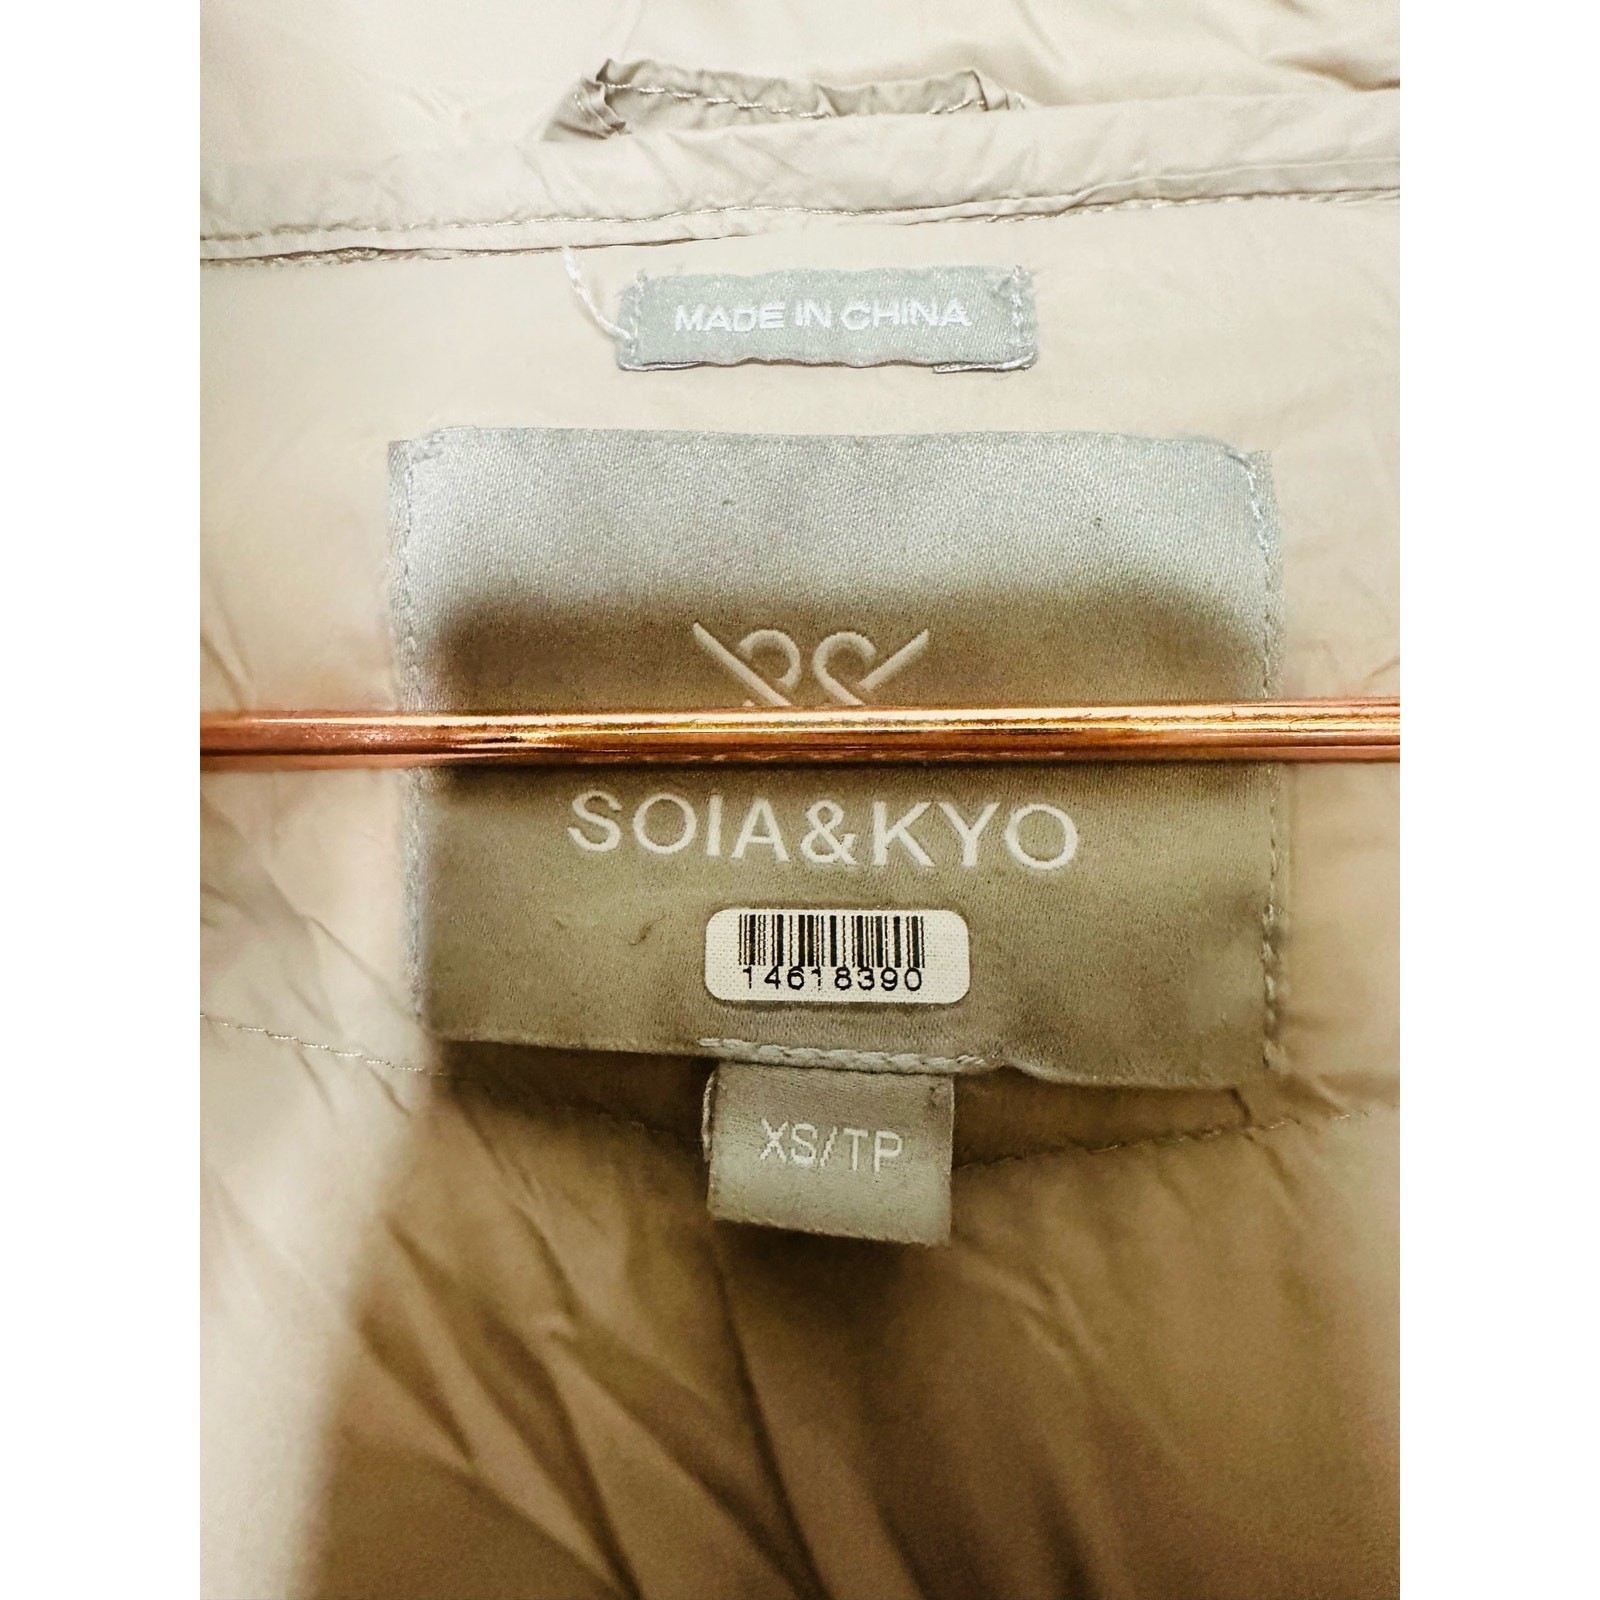 MADE IN CHINA
SOIA&KYO
14618390
XS/TP